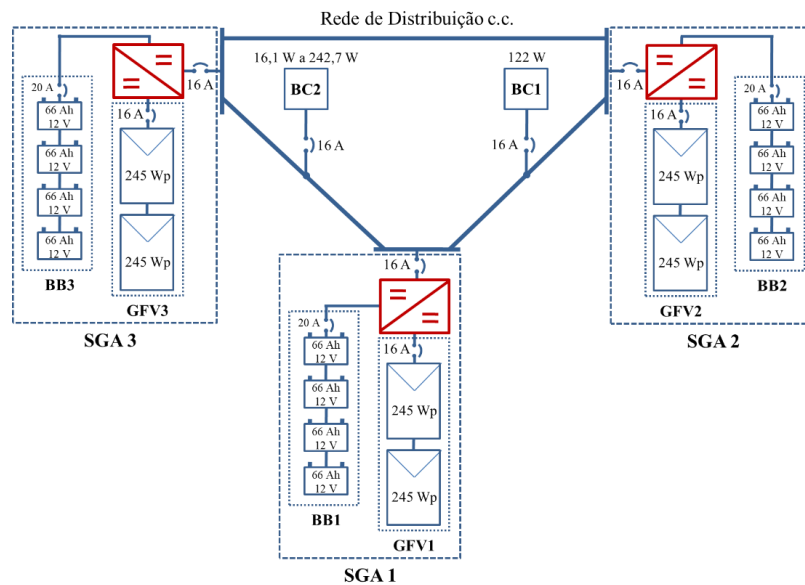 Rede de Distribuição c.c.
16,1 W a 242,7 W
122 W
BC2
BC1
16 A
16 A
16 A
16 A
20 A
66 Ah
12 V
66 Ah
12 V
66 Ah
12 V
66 Ah
12 V
BB3
16 A
245 Wp
245 Wp
GFV3
SGA 3
16 A
245 Wp
245 Wp
GFV2
20 A
66 Ah
12 V
66 Ah
12 V
66 Ah
12 V
66 Ah
12 V
BB2
SGA 2
16 A
20 A
66 Ah
12 V
66 Ah
12 V
66 Ah
12 V
66 Ah
12 V
BB1
16 A
245 Wp
245 Wp
GFV1
SGA 1